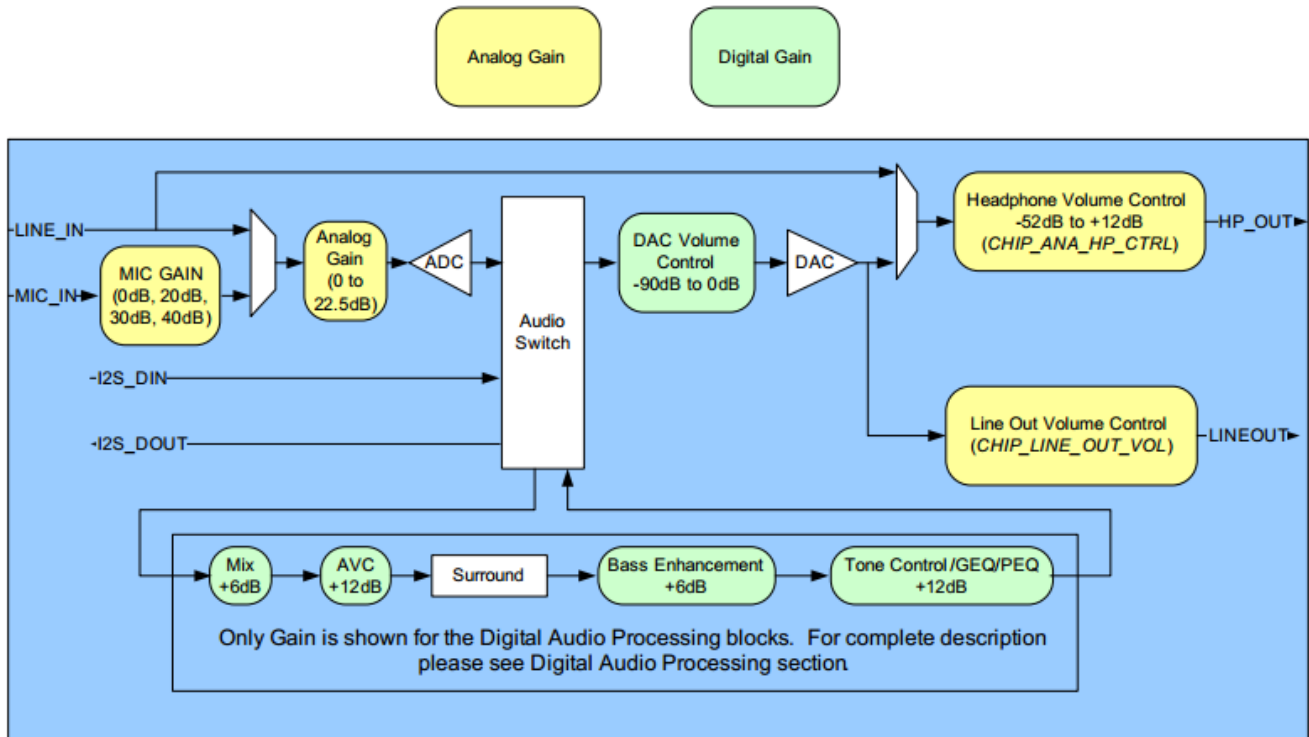 Analog Gain
Digital Gain
LINE_IN
MIC_IN
MIC GAIN
(0dB, 20dB,
30dB, 40dB)
Analog
Gain
(0 to
22.5dB)
ADC
Audio
Switch
DAC Volume
Control
-90dB to 0dB
DAC
Headphone Volume Control
-52dB to +12dB
(CHIP_ANA_HP_CTRL)
HP_OUT
I2S_DIN
I2S_DOUT
Line Out Volume Control
(CHIP_LINE_OUT_VOL)
LINEOUT
Mix
+6dB
AVC
+12dB
Surround
Bass Enhancement
+6dB
Tone Control/GEQ/PEQ
+12dB
Only Gain is shown for the Digital Audio Processing blocks. For complete description
please see Digital Audio Processing section.